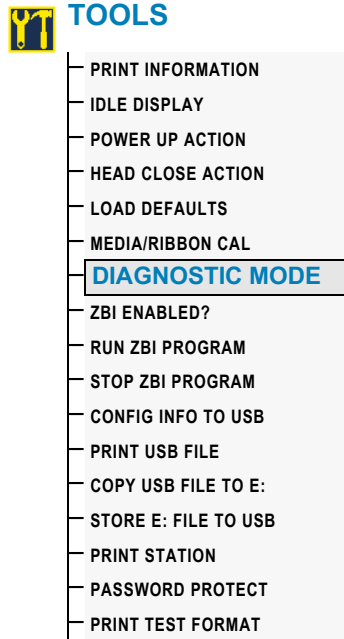 TOOLS
PRINT INFORMATION
IDLE DISPLAY
POWER UP ACTION
HEAD CLOSE ACTION
LOAD DEFAULTS
MEDIA/RIBBON CAL
DIAGNOSTIC MODE
ZBI ENABLED?
RUN ZBI PROGRAM
STOP ZBI PROGRAM
CONFIG INFO TO USB
PRINT USB FILE
COPY USB FILE TO E:
STORE E: FILE TO USB
PRINT STATION
PASSWORD PROTECT
PRINT TEST FORMAT